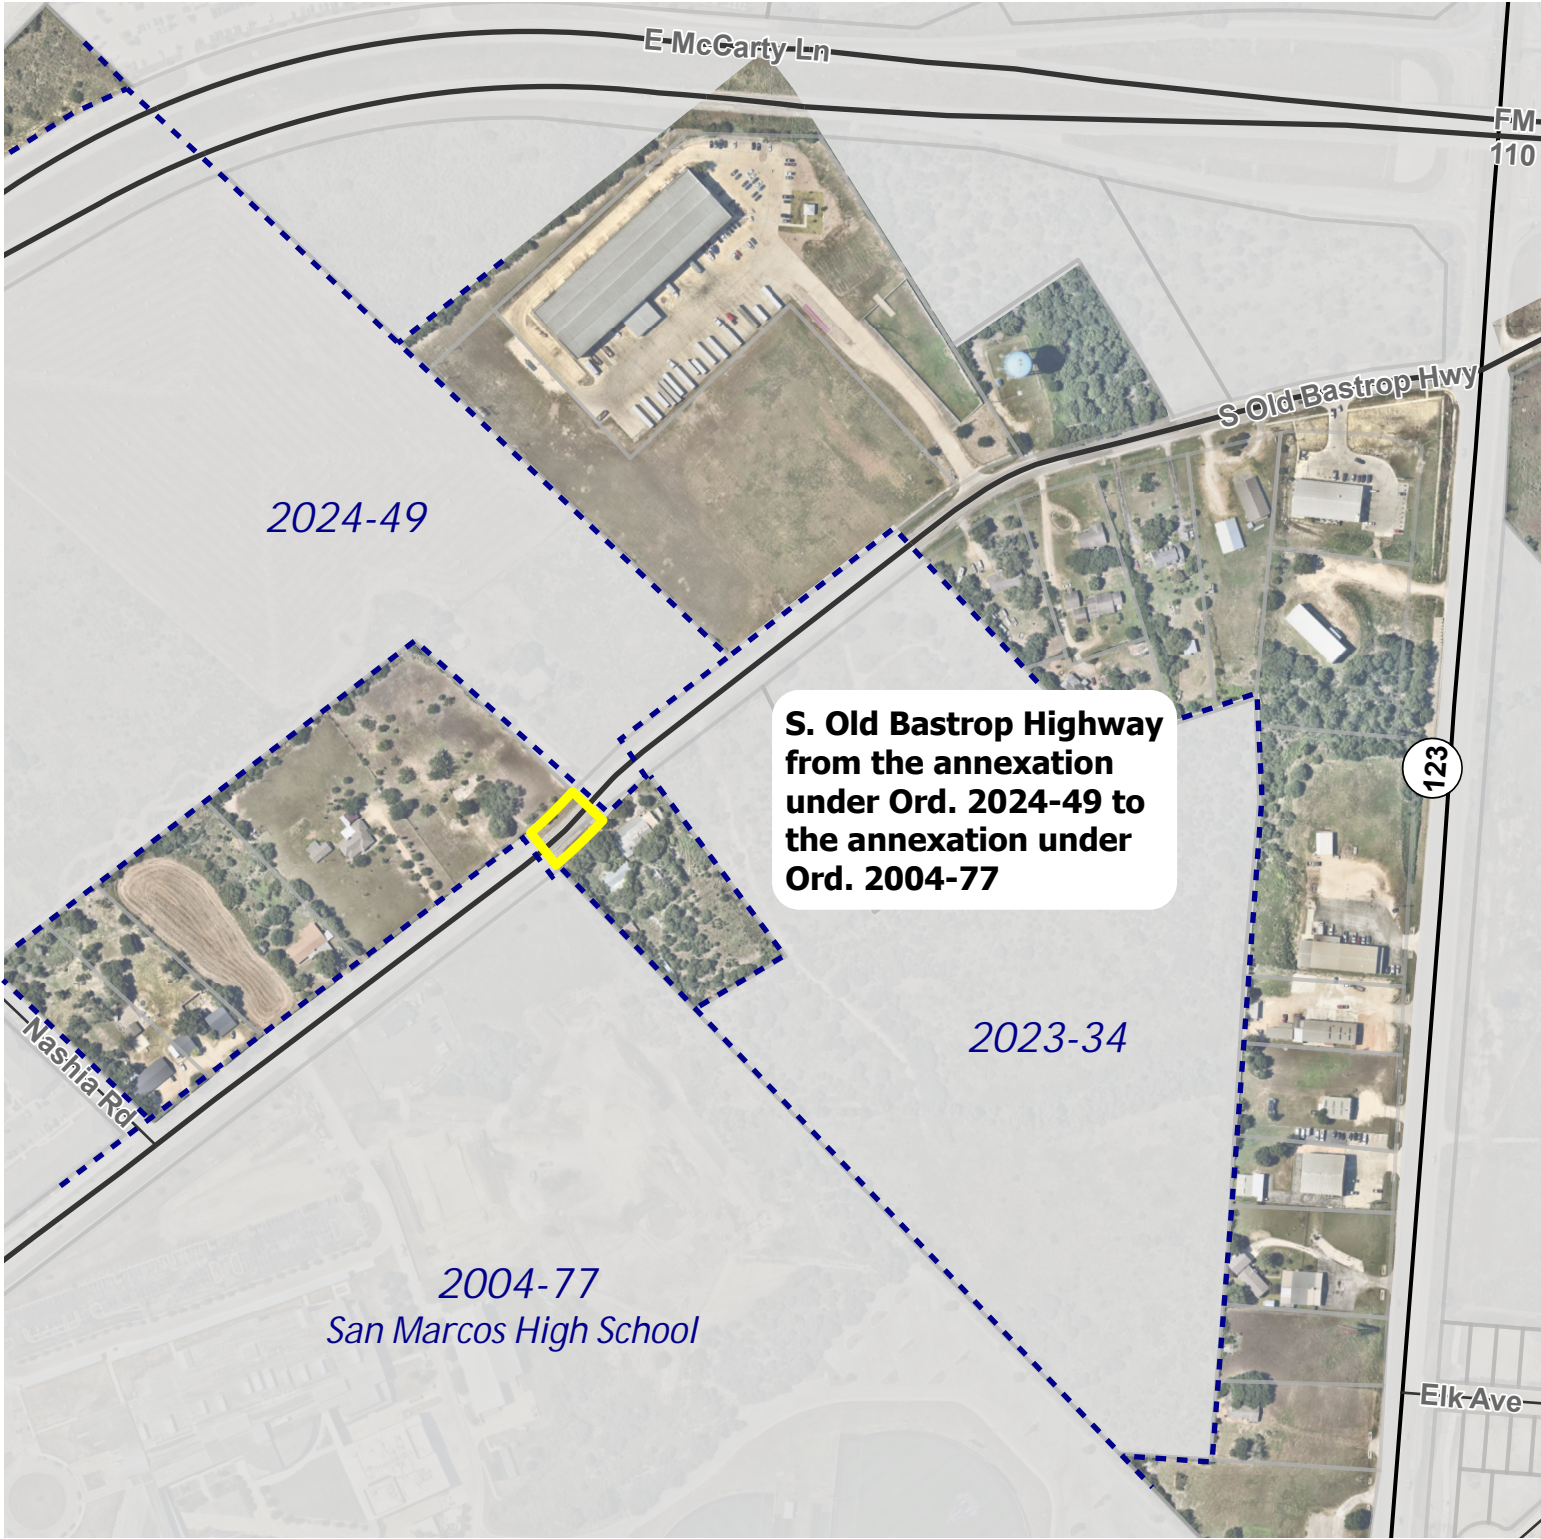 E McCarty Ln
FM
110
S Old Bastrop Hwy
2024-49
S. Old Bastrop Highway
from the annexation
under Ord. 2024-49 to
the annexation under
Ord. 2004-77
123
2023-34
Nashia Rd
2004-77
San Marcos High School
Elk Ave